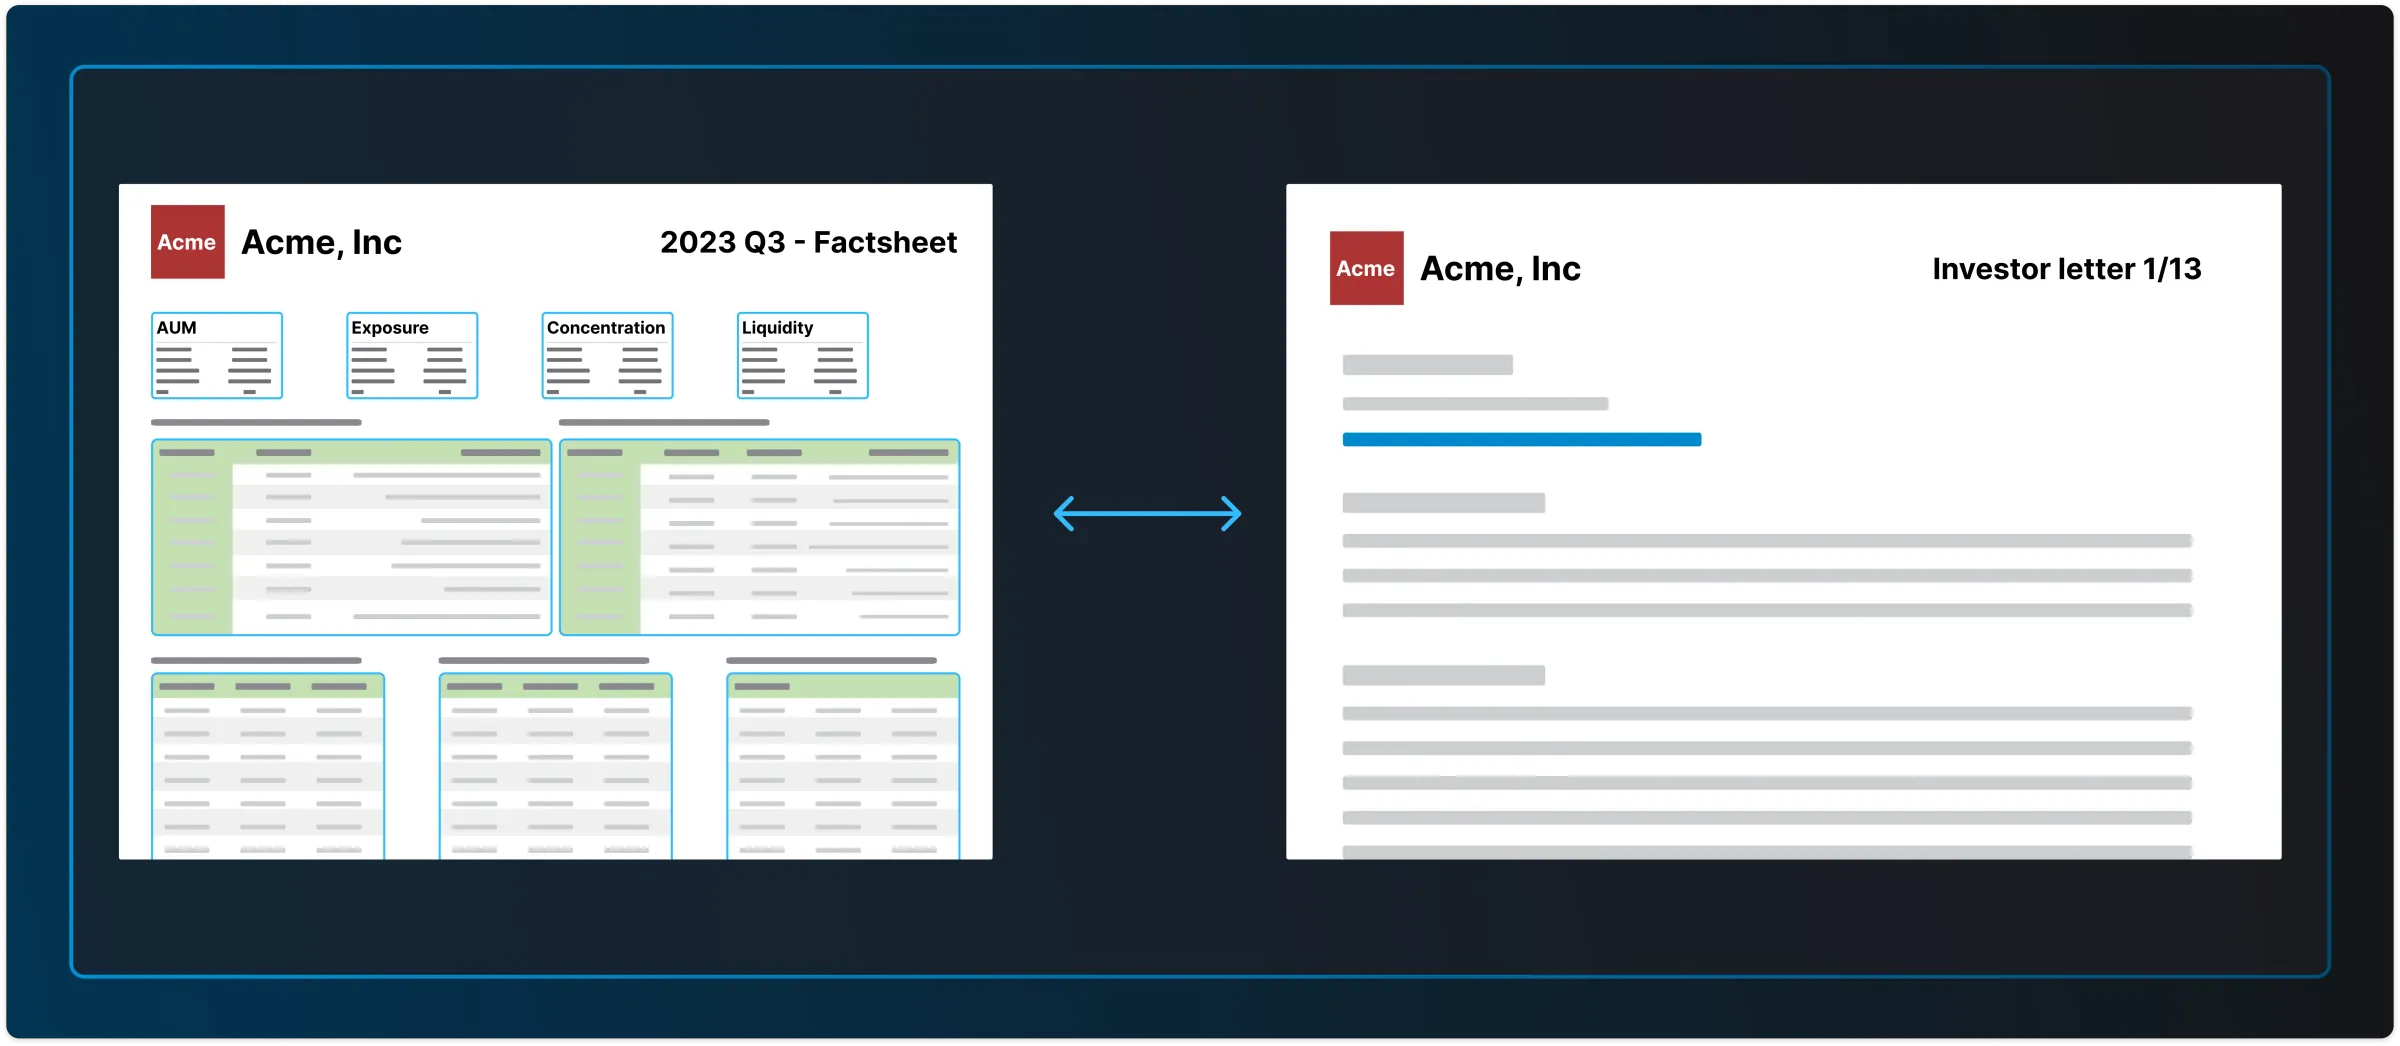 Acme
Acme, Inc
2023 Q3 - Factsheet
AUM
Exposure
Concentration
Liquidity
Acme
Acme, Inc
Investor letter 1/13